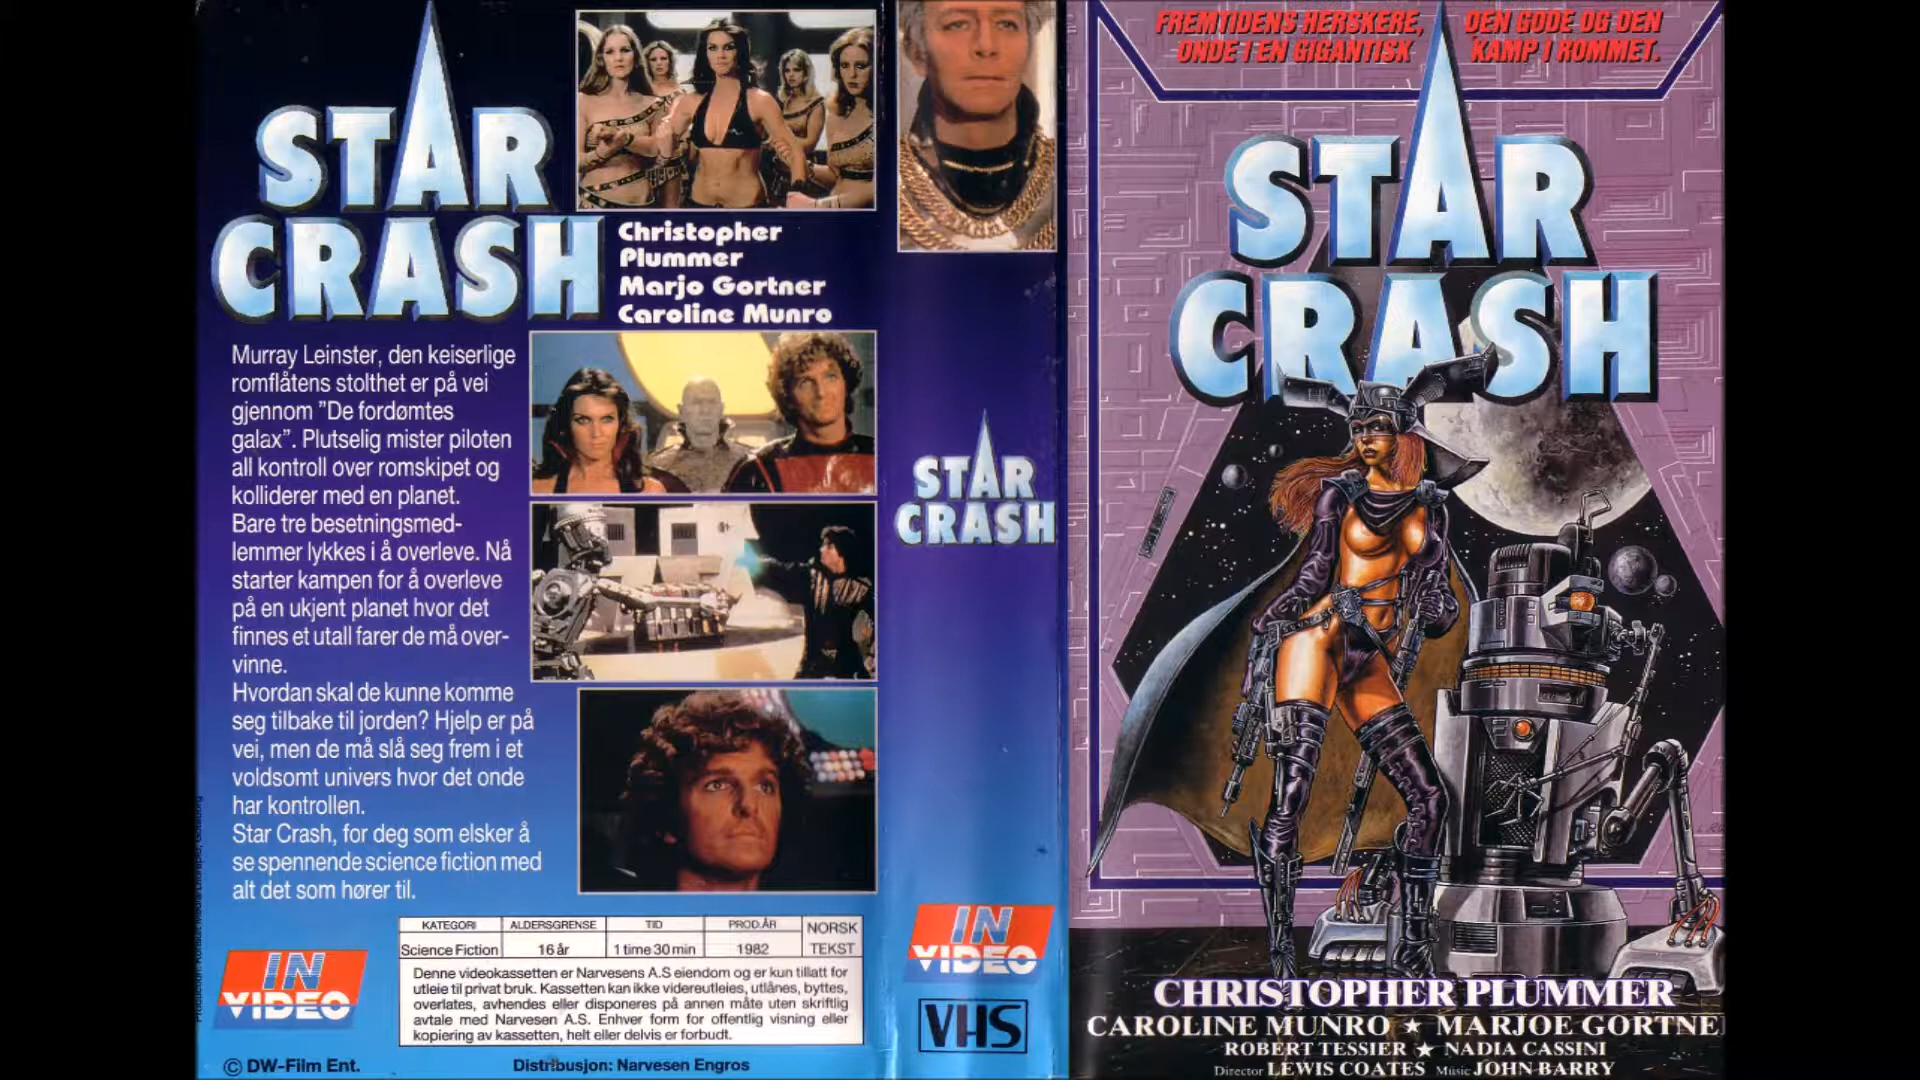 STAR
CRASH
Christopher
Plummer
Marjo Gortner
Caroline Munro
Murray Leinster, den keiserlige
romflåtens stolthet er på vei
gjennom "De fordømtes
galax". Plutselig mister piloten
all kontroll over romskipet og
kolliderer med en planet.
Bare tre besetningsmed-
lemmer lykkes i å overleve. Nå
starter kampen for å overleve
på en ukjent planet hvor det
finnes et utall farer de må over-
vinne.
Hvordan skal de kunne komme
seg tilbake til jorden? Hjelp er på
vei, men de må slå seg frem i et
voldsomt univers hvor det onde
har kontrollen.
Star Crash, for deg som elsker å
se spennende science fiction med
alt det som hører til.
KATEGORI ALDERSGRENSE TID PROD.ÅR NORSK
Science Fiction 16 år 1 time 30 min 1982 TEKST
Denne videokassetten er Narvesens A.S eiendom og er kun tillatt for
utleie til privat bruk. Kassetten kan ikke videreutleies, utlånes, byttes,
overlates, avhendes eller disponeres på annen måte uten skriftlig
avtale med Narvesen A.S. Enhver form for offentlig visning eller
kopiering av kassetten, helt eller delvis er forbudt.
IN
VIDEO
© DW-Film Ent.
Distribusjon: Narvesen Engros
STAR
CRASH
IN
VIDEO
VHS
FREMTIDENS HERSKERE, DEN GODE OG DEN
ONDE I EN GIGANTISK KAMP I ROMMET.
STAR
CRASH
CHRISTOPHER PLUMMER
CAROLINE MUNRO ★ MARJOE GORTNE
ROBERT TESSIER ★ NADIA CASSINI
Director LEWIS COATES Music JOHN BARRY